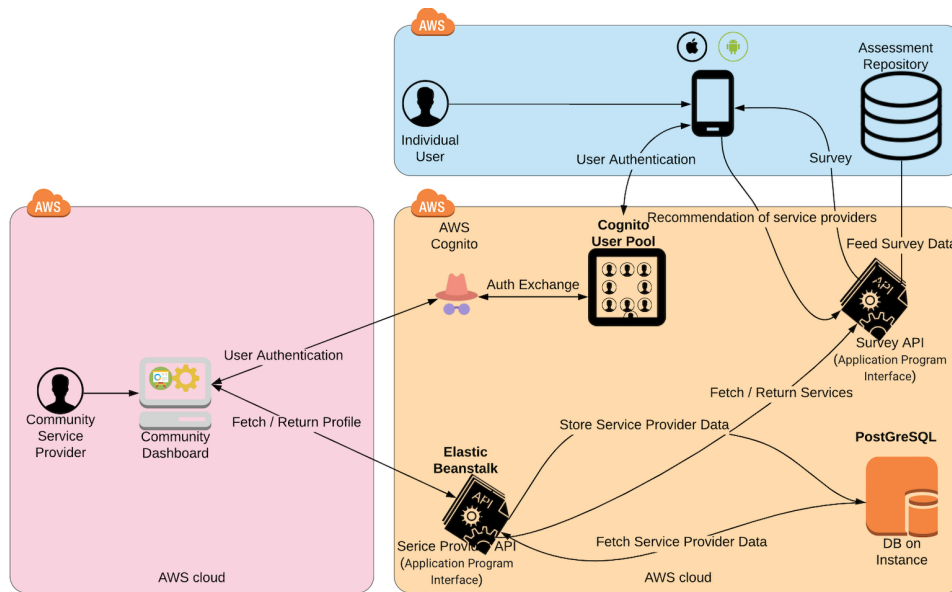 AWS
Assessment
Repository
Individual
User
User Authentication
Survey
AWS
AWS
AWS
Cognito
Cognito
User Pool
Recommendation of service providers
Feed Survey Data
API
Auth Exchange
Survey API
(Application Program
Interface)
User Authentication
Community
Service
Provider
Community
Dashboard
Fetch / Return Profile
Fetch / Return Services
Store Service Provider Data
PostGreSQL
Elastic
Beanstalk
API
Serice Provider API
(Application Program
Interface)
Fetch Service Provider Data
DB on
Instance
AWS cloud
AWS cloud